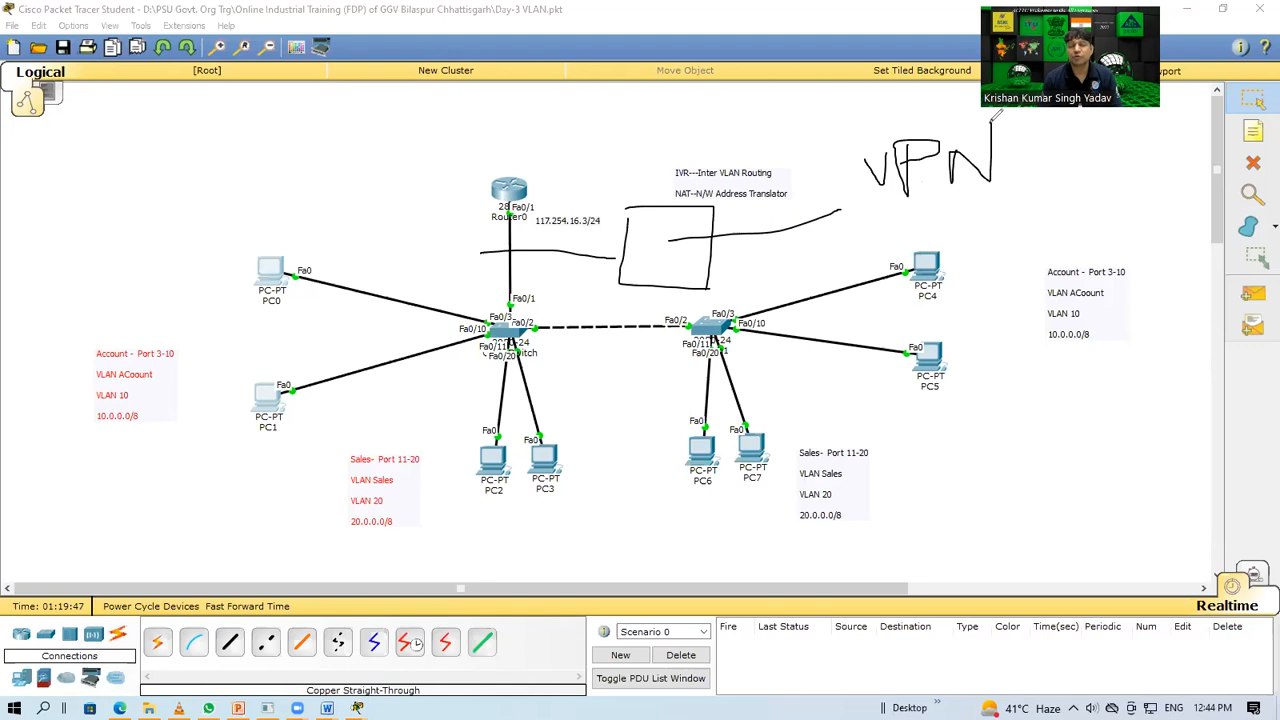 Cisco Packet Tracer Student - D:\PSU Govt. Org Trg\Online Industrial Training (FDP) of GGV Bilaspur Chhattisgarh\Day-3 VLAN.pkt
File Edit Options View Tools Extensions Help
Logical [Root] New Cluster Move Object Set Tiled Background
Krishan Kumar Singh Yadav
VPN
IVR---Inter VLAN Routing
NAT--N/W Address Translator
Fa0/1
Router0
117.254.16.3/24
Fa0
PC-PT
PC0
Fa0/1
Fa0/3
Fa0/2
Fa0/10
Fa0/11
Fa0/20
Fa0
PC-PT
PC1
Fa0/2
Fa0/3
Fa0/10
Fa0/11
Fa0/20
Fa0
PC-PT
PC4
Fa0
PC-PT
PC5
Account - Port 3-10
VLAN ACoount
VLAN 10
10.0.0.0/8
Account - Port 3-10
VLAN ACoount
VLAN 10
10.0.0.0/8
Fa0
PC-PT
PC2
Fa0
PC-PT
PC3
Fa0
PC-PT
PC6
Fa0
PC-PT
PC7
Sales- Port 11-20
VLAN Sales
VLAN 20
20.0.0.0/8
Sales- Port 11-20
VLAN Sales
VLAN 20
20.0.0.0/8
Time: 01:19:47 Power Cycle Devices Fast Forward Time
Realtime
Connections
Copper Straight-Through
Scenario 0
New Delete
Toggle PDU List Window
Fire Last Status Source Destination Type Color Time(sec) Periodic Num Edit Delete
Desktop 41°C Haze ENG 12:44 PM